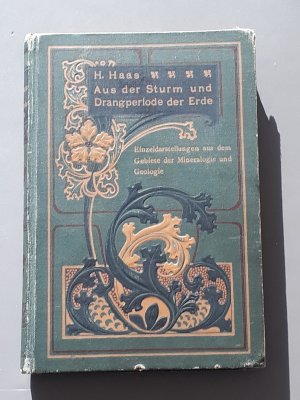 H. Haas
Aus der Sturm und
Drangperiode der Erde
Einzeldarstellungen aus dem
Gebiete der Mineralogie und
Geologie